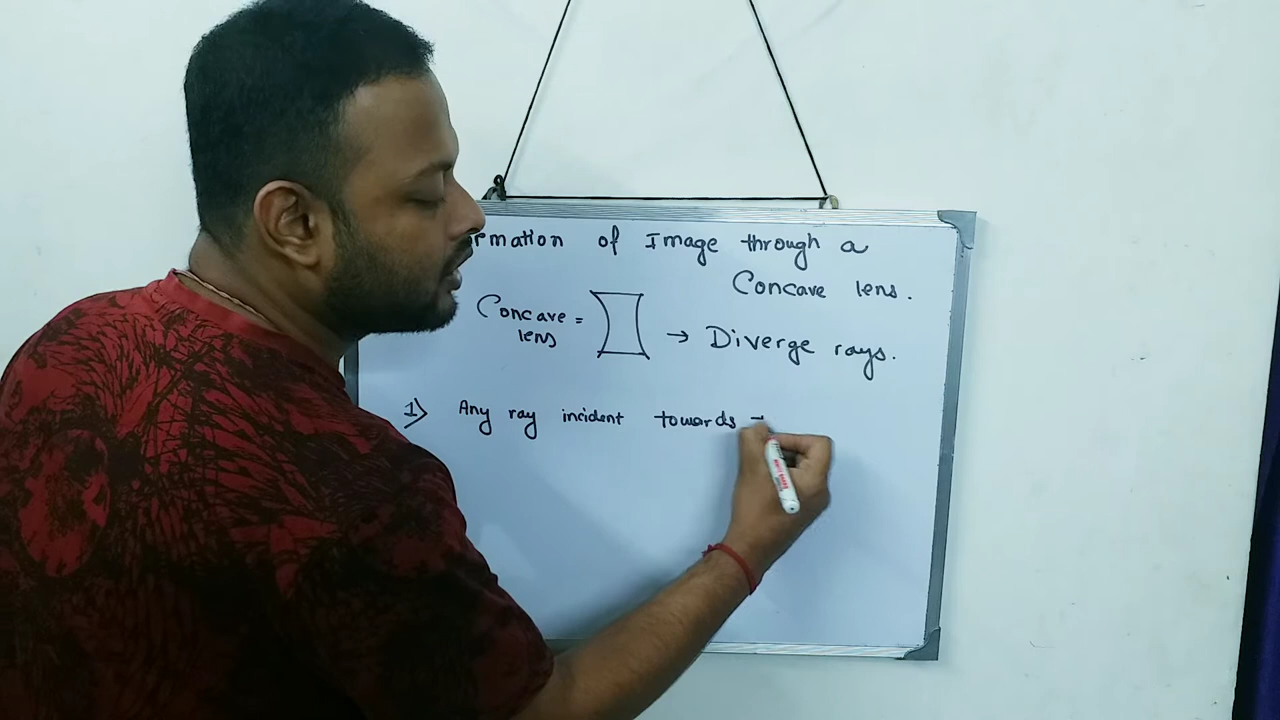 rmation of Image through a
Concave lens.
Concave =
lens
→ Diverge rays.
1> Any ray incident towards